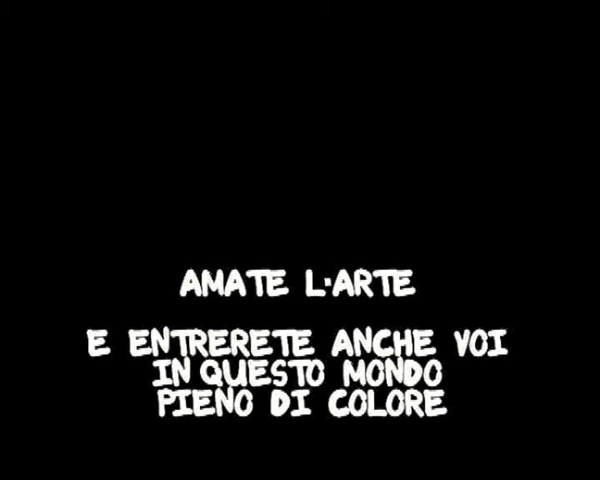 AMATE L'ARTE
E ENTRERETE ANCHE VOI
IN QUESTO MONDO
PIENO DI COLORE